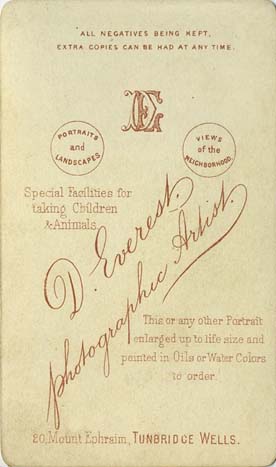 ALL NEGATIVES BEING KEPT,
EXTRA COPIES CAN BE HAD AT ANY TIME.
DE
PORTRAITS
and
LANDSCAPES
VIEWS
of the
NEIGHBORHOOD.
Special Facilities for
taking Children
& Animals.
D. Everest.
photographic Artist.
This or any other Portrait
enlarged up to life size and
painted in Oils or Water Colors
to order.
20, Mount Ephraim, TUNBRIDGE WELLS.